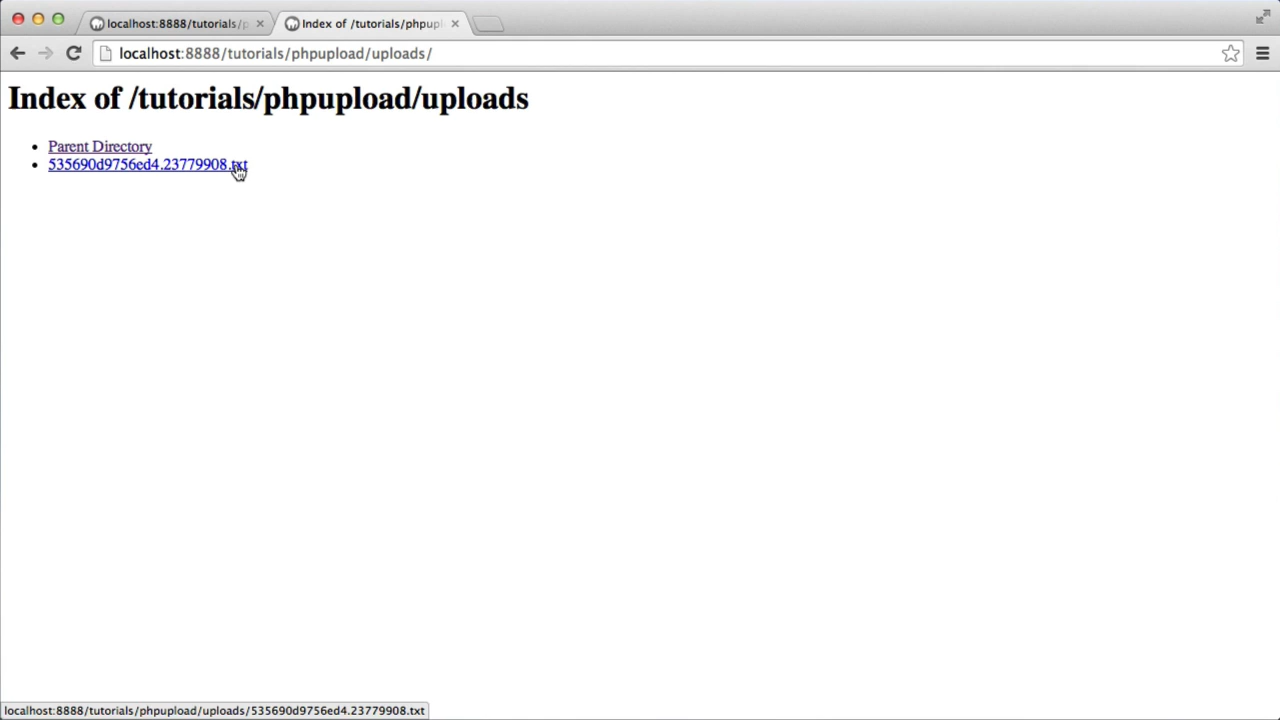 localhost:8888/tutorials/p
Index of /tutorials/phpupl
localhost:8888/tutorials/phpupload/uploads/
Index of /tutorials/phpupload/uploads
Parent Directory
535690d9756ed4.23779908.txt
localhost:8888/tutorials/phpupload/uploads/535690d9756ed4.23779908.txt